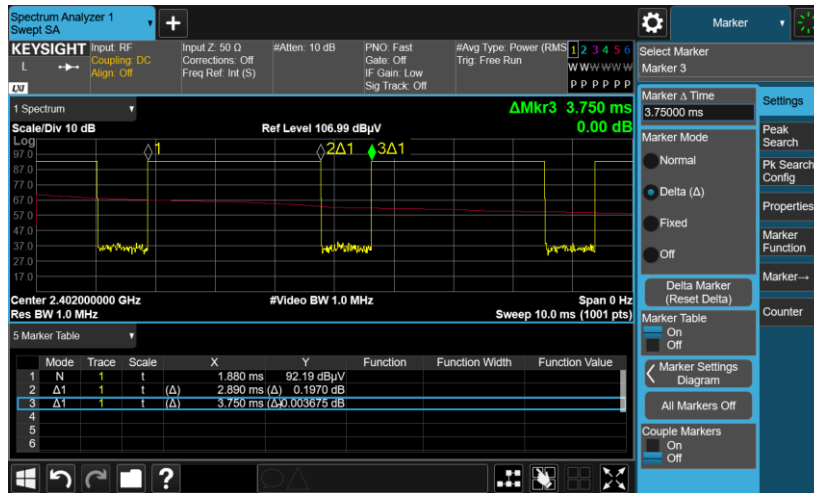 Spectrum Analyzer 1
Swept SA
Marker
KEYSIGHT
L
LXI
Input: RF
Coupling: DC
Align: Off
Input Z: 50 Ω
Corrections: Off
Freq Ref: Int (S)
#Atten: 10 dB
PNO: Fast
Gate: Off
IF Gain: Low
Sig Track: Off
#Avg Type: Power (RMS
Trig: Free Run
1 2 3 4 5 6
W W W W W W
P P P P P P
1 Spectrum
Scale/Div 10 dB
Ref Level 106.99 dBµV
ΔMkr3 3.750 ms
0.00 dB
Log
97.0
87.0
77.0
67.0
57.0
47.0
37.0
27.0
17.0
1
2Δ1
3Δ1
Center 2.402000000 GHz
#Video BW 1.0 MHz
Span 0 Hz
Res BW 1.0 MHz
Sweep 10.0 ms (1001 pts)
5 Marker Table
Mode Trace Scale X Y Function Function Width Function Value
1 N 1 t 1.880 ms 92.19 dBµV
2 Δ1 1 t (Δ) 2.890 ms (Δ) 0.1970 dB
3 Δ1 1 t (Δ) 3.750 ms (Δ) 0.003675 dB
4
5
6
?
Select Marker
Marker 3
Marker Δ Time
3.75000 ms
Marker Mode
Normal
Delta (Δ)
Fixed
Off
Delta Marker
(Reset Delta)
Marker Table
On
Off
Marker Settings
Diagram
All Markers Off
Couple Markers
On
Off
Settings
Peak
Search
Pk Search
Config
Properties
Marker
Function
Marker→
Counter